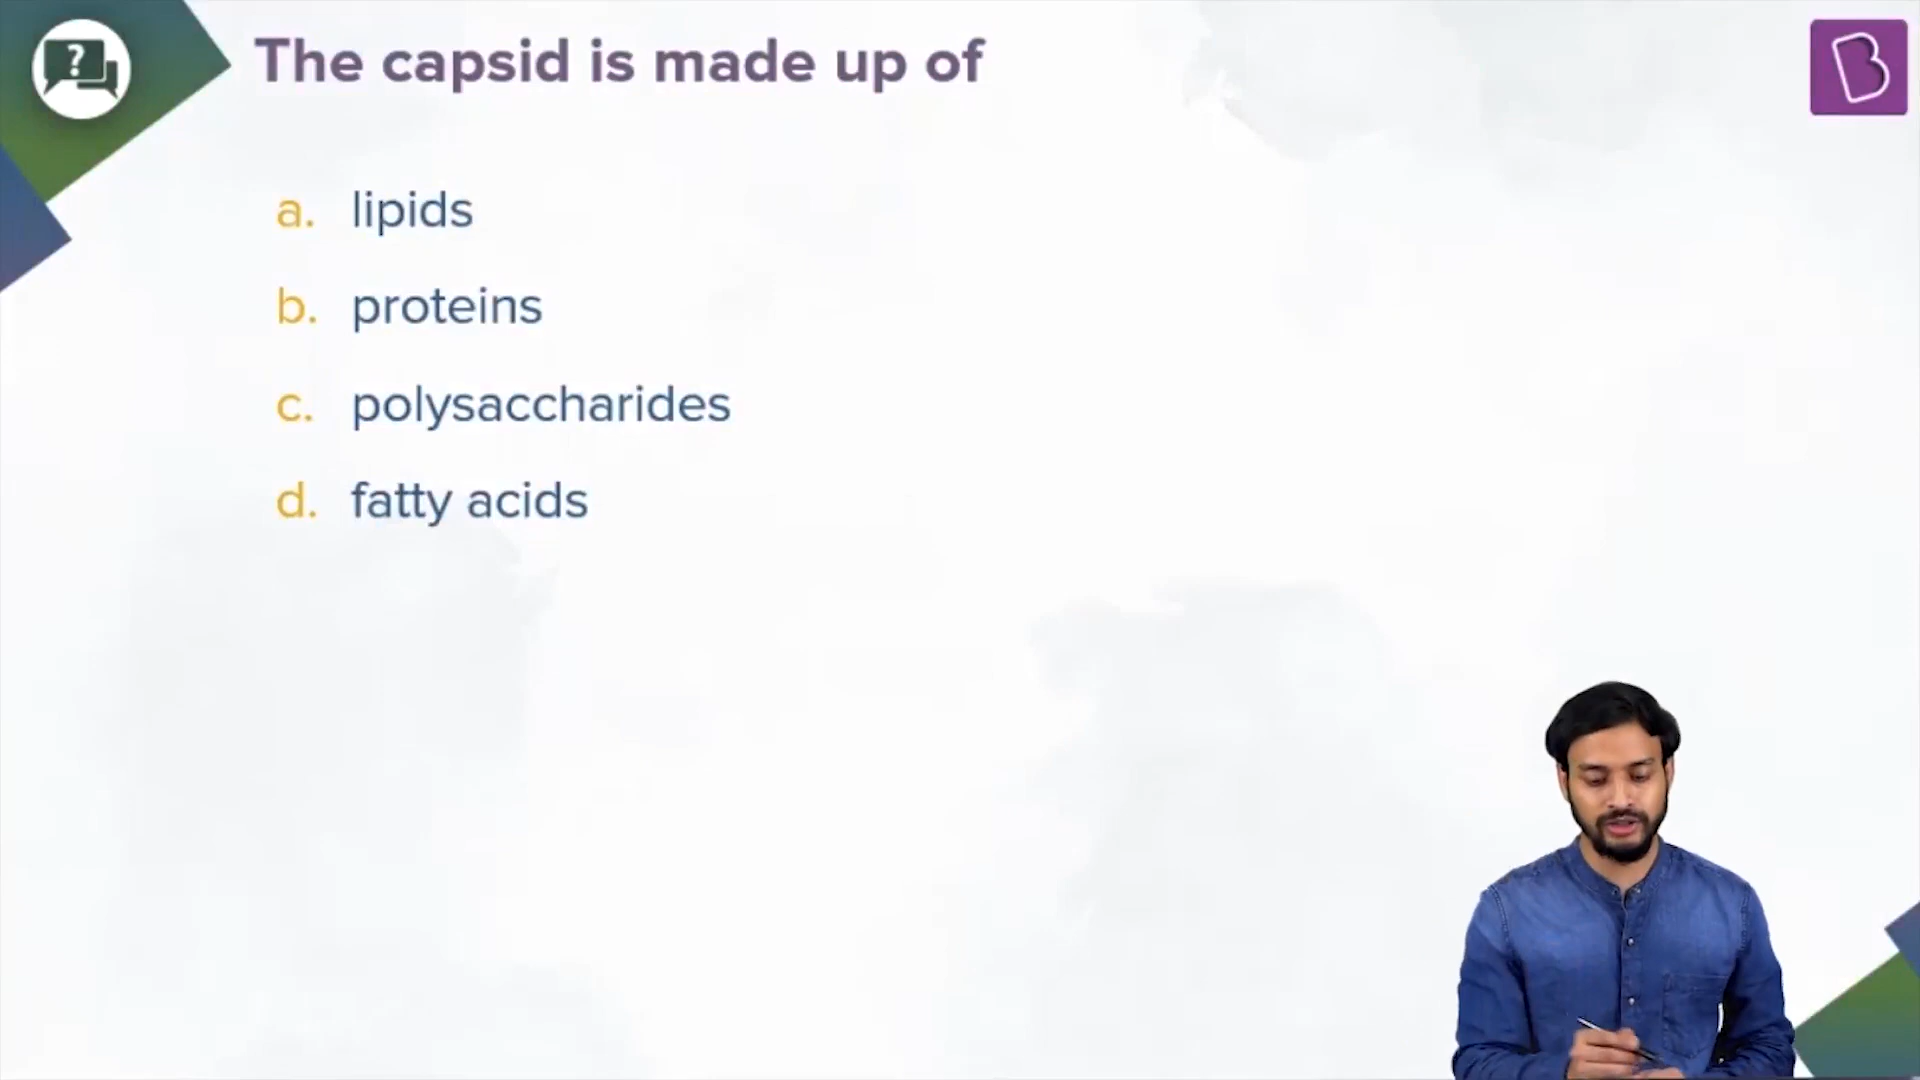 The capsid is made up of
a. lipids
b. proteins
c. polysaccharides
d. fatty acids